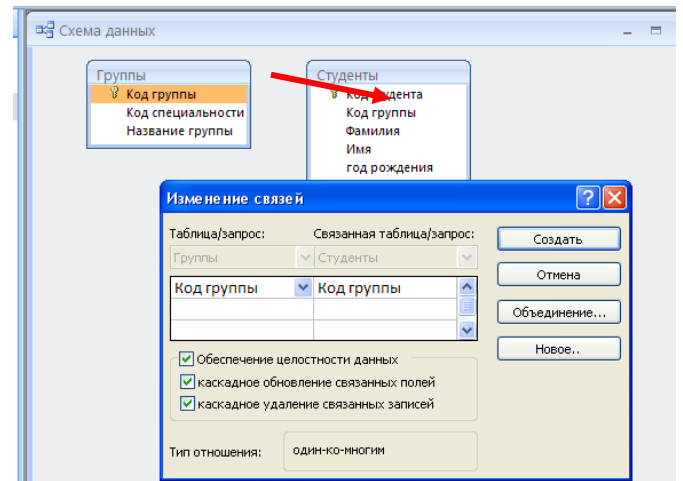 Схема данных
Группы
Код группы
Код специальности
Название группы
Студенты
Код студента
Код группы
Фамилия
Имя
год рождения
Изменение связей
Таблица/запрос:
Связанная таблица/запрос:
Группы
Студенты
Код группы
Код группы
Обеспечение целостности данных
каскадное обновление связанных полей
каскадное удаление связанных записей
Тип отношения:
один-ко-многим
Создать
Отмена
Объединение...
Новое..